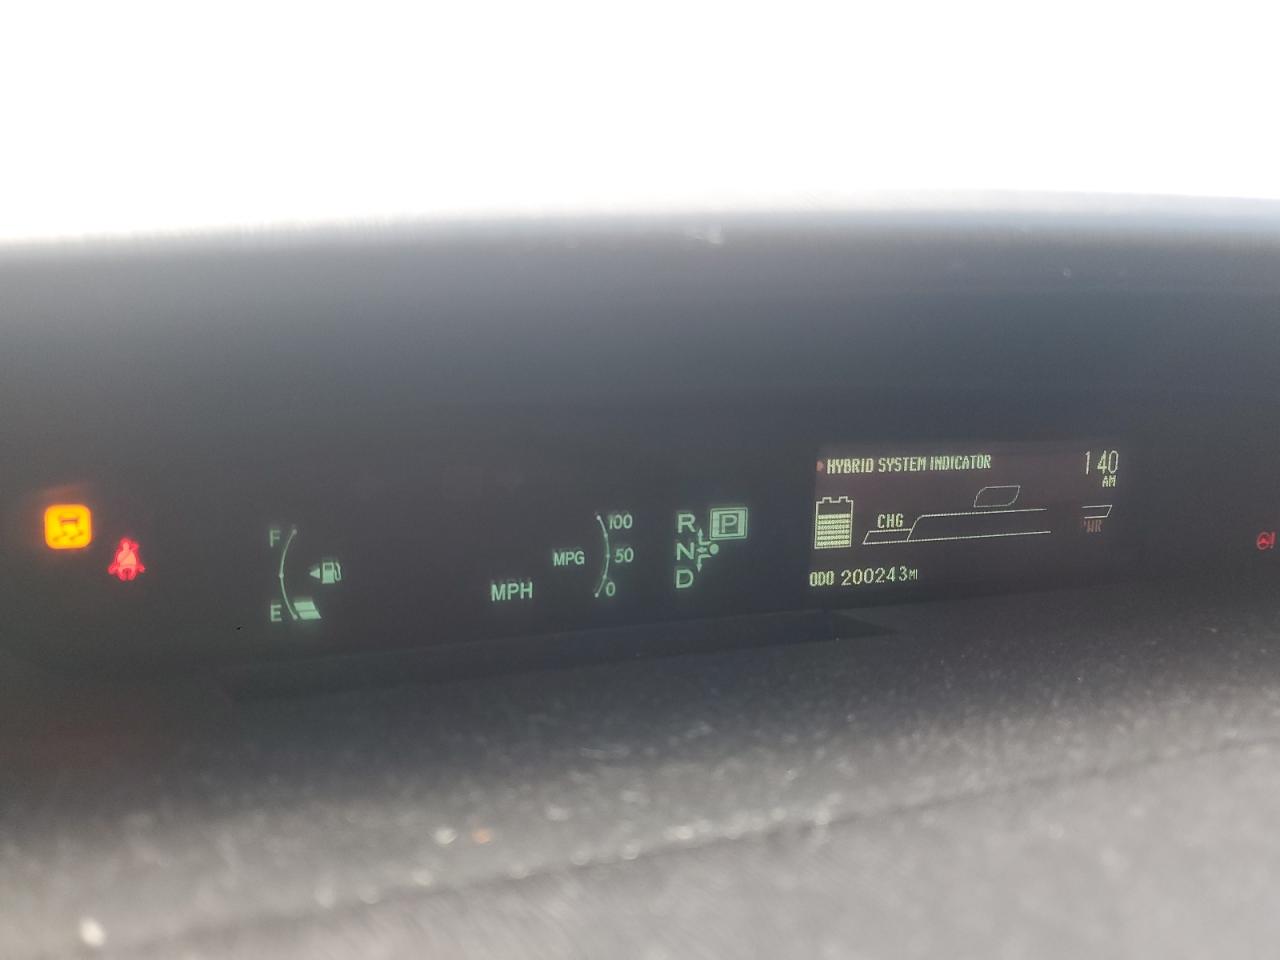 F
E
MPH
MPG
100
50
0
R
N
D
P
HYBRID SYSTEM INDICATOR
1 40
AM
CHG
PWR
ODO 200243MI